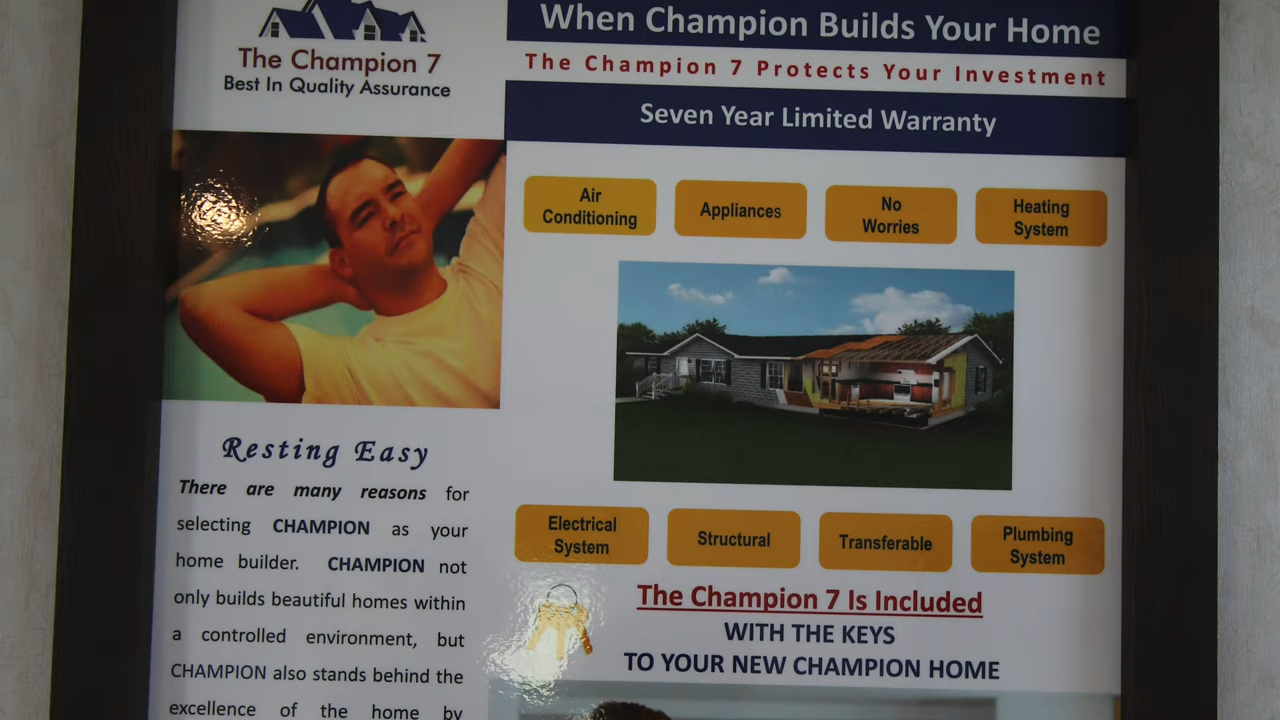 The Champion 7
Best In Quality Assurance
When Champion Builds Your Home
The Champion 7 Protects Your Investment
Seven Year Limited Warranty
Air
Conditioning
Appliances
No
Worries
Heating
System
Electrical
System
Structural
Transferable
Plumbing
System
The Champion 7 Is Included
WITH THE KEYS
TO YOUR NEW CHAMPION HOME
Resting Easy
There are many reasons for
selecting CHAMPION as your
home builder. CHAMPION not
only builds beautiful homes within
a controlled environment, but
CHAMPION also stands behind the
excellence of the home by